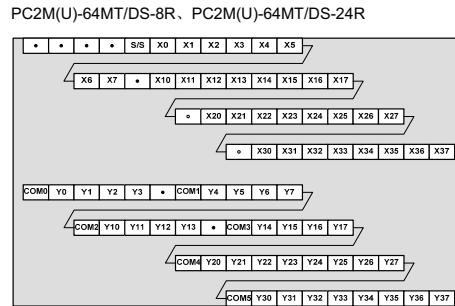 PC2M(U)-64MT/DS-8R、PC2M(U)-64MT/DS-24R
• • • • S/S X0 X1 X2 X3 X4 X5
X6 X7 • X10 X11 X12 X13 X14 X15 X16 X17
∘ X20 X21 X22 X23 X24 X25 X26 X27
∘ X30 X31 X32 X33 X34 X35 X36 X37
COM0 Y0 Y1 Y2 Y3 • COM1 Y4 Y5 Y6 Y7
COM2 Y10 Y11 Y12 Y13 • COM3 Y14 Y15 Y16 Y17
COM4 Y20 Y21 Y22 Y23 Y24 Y25 Y26 Y27
COM5 Y30 Y31 Y32 Y33 Y34 Y35 Y36 Y37